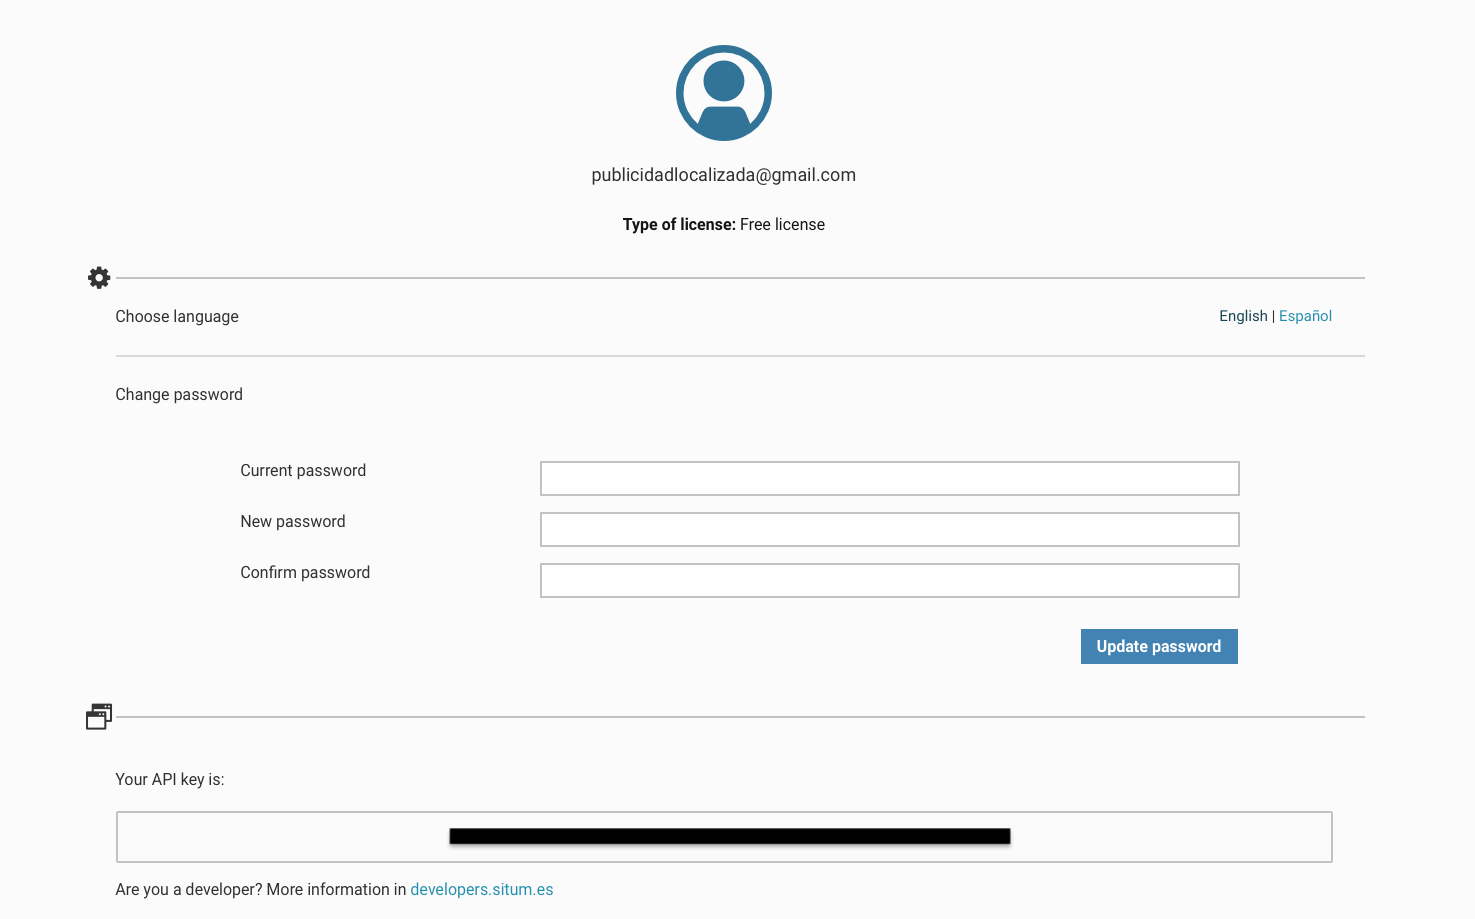 publicidadlocalizada@gmail.com
Type of license: Free license
Choose language
English | Español
Change password
Current password
New password
Confirm password
Update password
Your API key is:
Are you a developer? More information in developers.situm.es